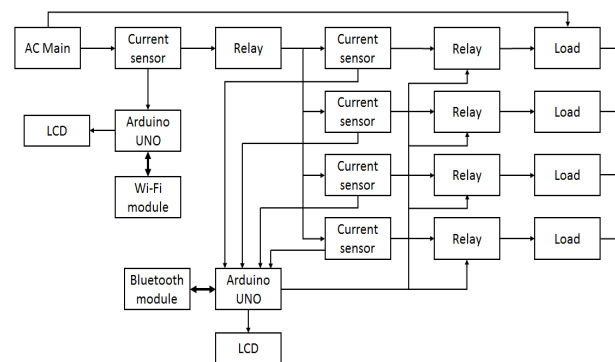 AC Main
Current
sensor
Relay
Current
sensor
Relay
Load
LCD
Arduino
UNO
Current
sensor
Relay
Load
Wi-Fi
module
Current
sensor
Relay
Load
Current
sensor
Relay
Load
Bluetooth
module
Arduino
UNO
LCD